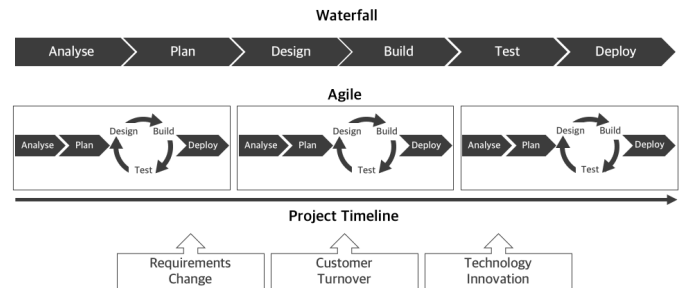 Waterfall
Analyse Plan Design Build Test Deploy
Agile
Analyse Plan Design Build Test Deploy
Analyse Plan Design Build Test Deploy
Analyse Plan Design Build Test Deploy
Project Timeline
Requirements
Change
Customer
Turnover
Technology
Innovation